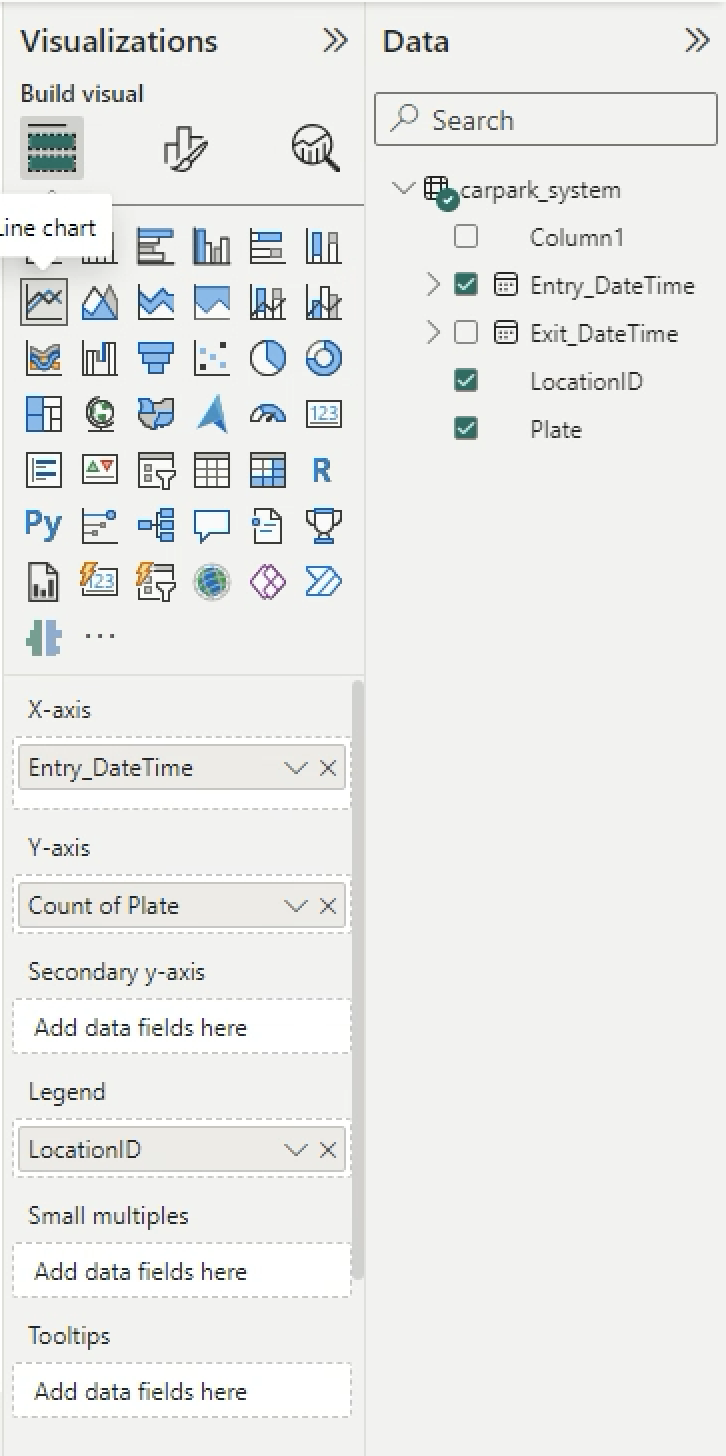 Visualizations
Build visual
Line chart
123
R
Py
123
...
X-axis
Entry_DateTime
Y-axis
Count of Plate
Secondary y-axis
Add data fields here
Legend
LocationID
Small multiples
Add data fields here
Tooltips
Add data fields here
Data
Search
carpark_system
Column1
Entry_DateTime
Exit_DateTime
LocationID
Plate